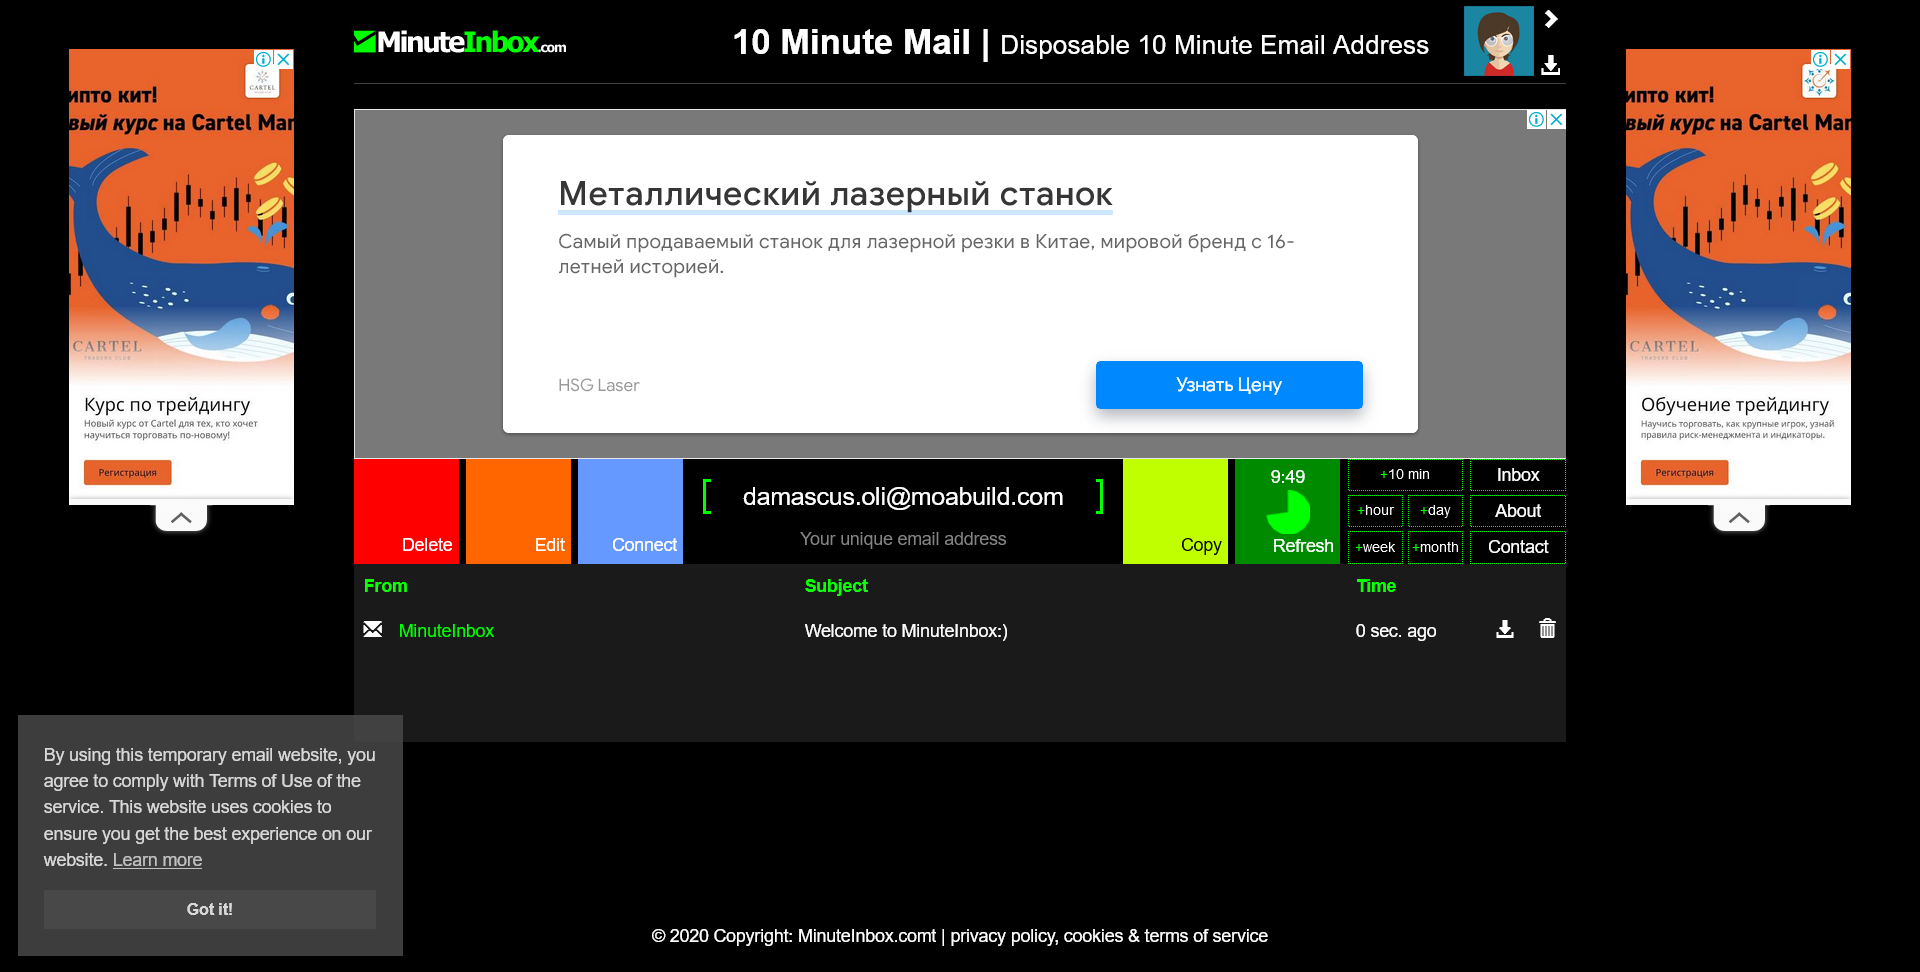 MinuteInbox.com
10 Minute Mail | Disposable 10 Minute Email Address
ипто кит!
вый курс на Cartel Mar
CARTEL
CARTEL
TRADERS CLUB
Курс по трейдингу
Новый курс от Cartel для тех, кто хочет
научиться торговать по-новому!
Регистрация
Металлический лазерный станок
Самый продаваемый станок для лазерной резки в Китае, мировой бренд с 16-
летней историей.
HSG Laser
Узнать Цену
ипто кит!
вый курс на Cartel Mar
CARTEL
TRADERS CLUB
Обучение трейдингу
Научись торговать, как крупные игрок, узнай
правила риск-менеджмента и индикаторы.
Регистрация
Delete
Edit
Connect
[ damascus.oli@moabuild.com ]
Your unique email address
Copy
9:49
Refresh
+10 min
+hour +day
+week +month
Inbox
About
Contact
From Subject Time
MinuteInbox Welcome to MinuteInbox:) 0 sec. ago
By using this temporary email website, you
agree to comply with Terms of Use of the
service. This website uses cookies to
ensure you get the best experience on our
website. Learn more
Got it!
© 2020 Copyright: MinuteInbox.comt | privacy policy, cookies & terms of service